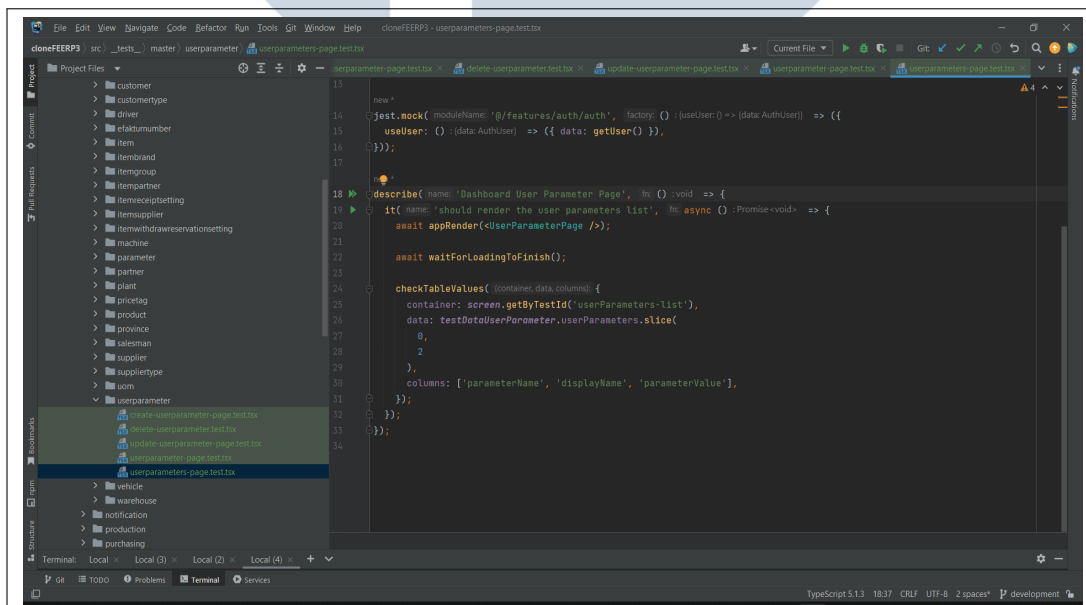 File Edit View Navigate Code Refactor Run Tools Git Window Help cloneFEERP3 - userparameters-page.test.tsx
cloneFEERP3 〉 src 〉 __tests__ 〉 master 〉 userparameter 〉 userparameters-page.test.tsx
Current File
Git:
Project Files
userparameter-page.test.tsx × delete-userparameter.test.tsx × update-userparameter-page.test.tsx × userparameter-page.test.tsx × userparameters-page.test.tsx ×
Project
Commit
Pull Requests
Bookmarks
npm
Structure
Notifications
customer
customertype
driver
efakturnumber
item
itembrand
itemgroup
itempartner
itemreceiptsetting
itemsupplier
itemwithdrawreservationsetting
machine
parameter
partner
plant
pricetag
product
province
salesman
supplier
suppliertype
uom
userparameter
create-userparameter-page.test.tsx
delete-userparameter.test.tsx
update-userparameter-page.test.tsx
userparameter-page.test.tsx
userparameters-page.test.tsx
vehicle
warehouse
notification
production
purchasing
4
13
new *
14 jest.mock( moduleName: '@/features/auth/auth', factory: () : {useUser: () => {data: AuthUser}} => ({
15 useUser: () : {data: AuthUser} => ({ data: getUser() }),
16 }));
17
18 describe( name: 'Dashboard User Parameter Page', fn: () : void => {
19 it( name: 'should render the user parameters list', fn: async () : Promise<void> => {
20 await appRender(<UserParameterPage />);
21
22 await waitForLoadingToFinish();
23
24 checkTableValues( {container, data, columns}: {
25 container: screen.getByTestId('userParameters-list'),
26 data: testDataUserParameter.userParameters.slice(
27 0,
28 2
29 ),
30 columns: ['parameterName', 'displayName', 'parameterValue'],
31 });
32 });
33 });
34
Terminal: Local × Local (3) × Local (2) × Local (4) × +
Git TODO Problems Terminal Services
TypeScript 5.1.3 18:37 CRLF UTF-8 2 spaces* development